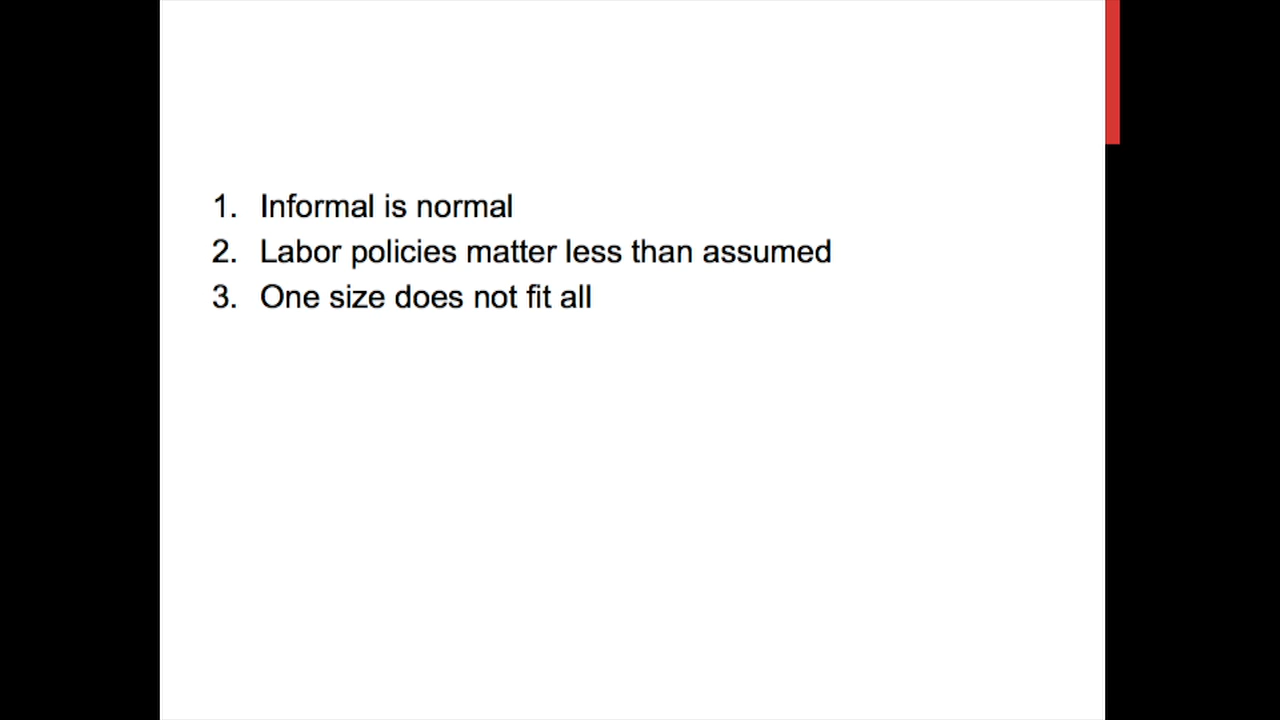 1. Informal is normal
2. Labor policies matter less than assumed
3. One size does not fit all